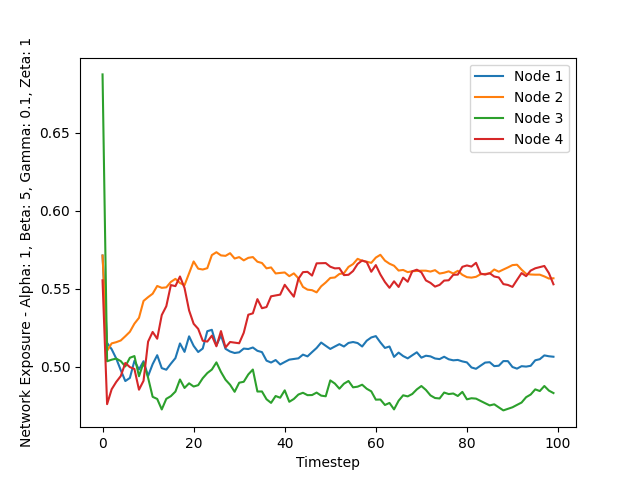 Network Exposure - Alpha: 1, Beta: 5, Gamma: 0.1, Zeta: 1
0.65
0.60
0.55
0.50
Node 1
Node 2
Node 3
Node 4
0 20 40 60 80 100
Timestep